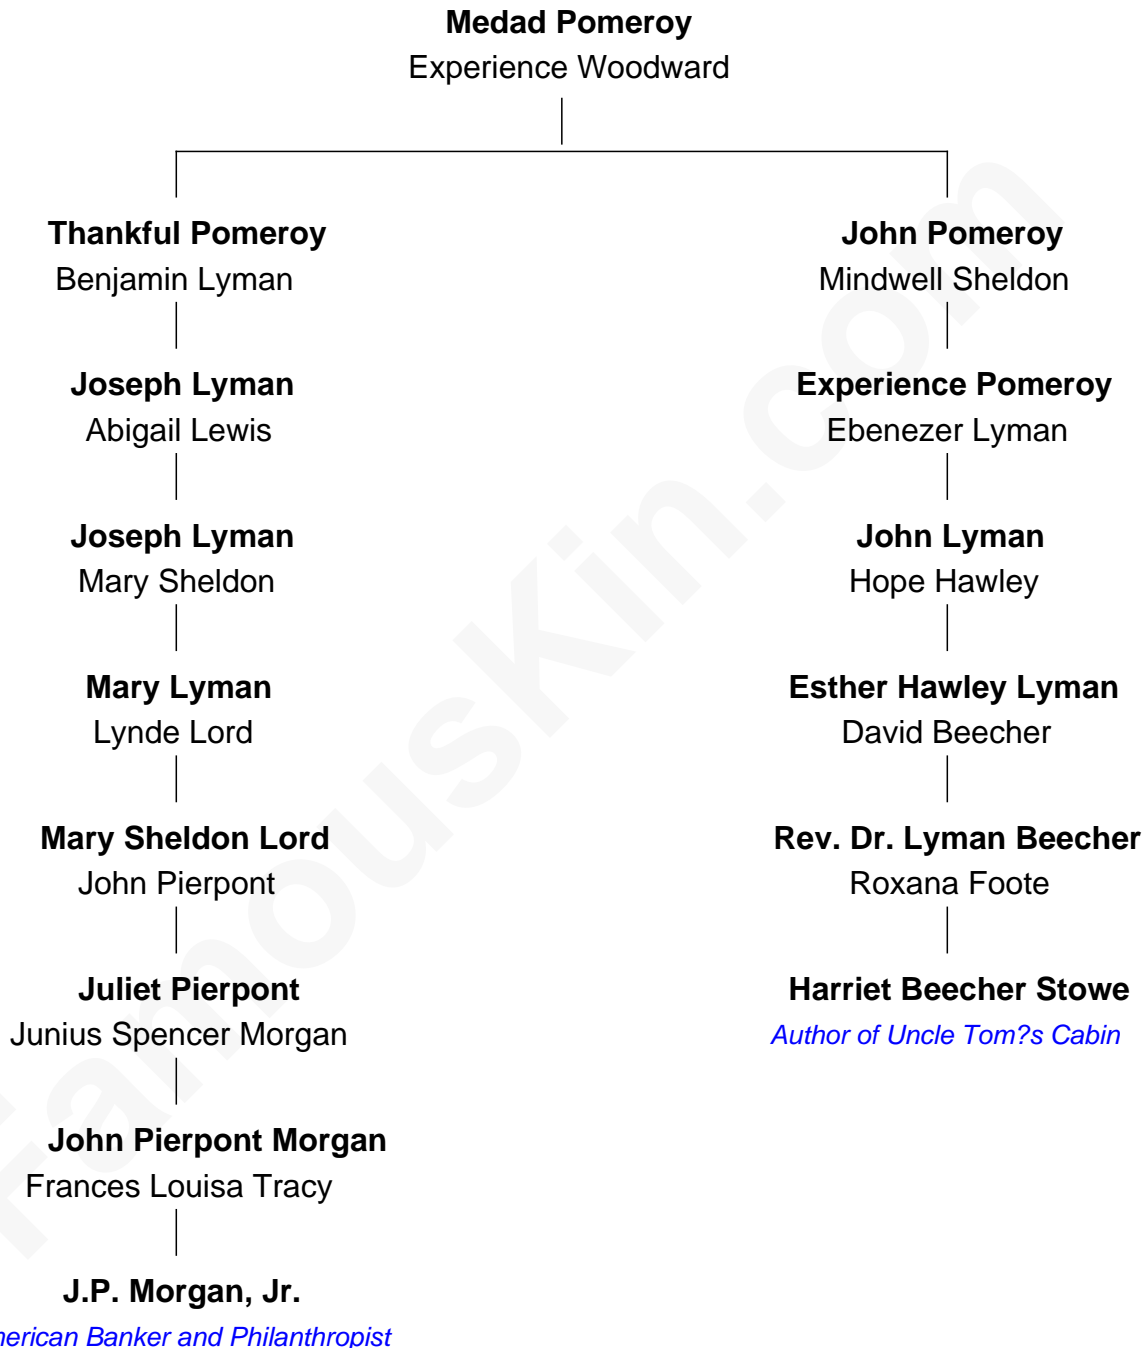 Medad Pomeroy
Experience Woodward
Thankful Pomeroy
Benjamin Lyman
John Pomeroy
Mindwell Sheldon
Joseph Lyman
Abigail Lewis
Experience Pomeroy
Ebenezer Lyman
Joseph Lyman
Mary Sheldon
John Lyman
Hope Hawley
Mary Lyman
Lynde Lord
Esther Hawley Lyman
David Beecher
Mary Sheldon Lord
John Pierpont
Rev. Dr. Lyman Beecher
Roxana Foote
Juliet Pierpont
Junius Spencer Morgan
Harriet Beecher Stowe
Author of Uncle Tom?s Cabin
John Pierpont Morgan
Frances Louisa Tracy
J.P. Morgan, Jr.
merican Banker and Philanthropist
FamousKin.com